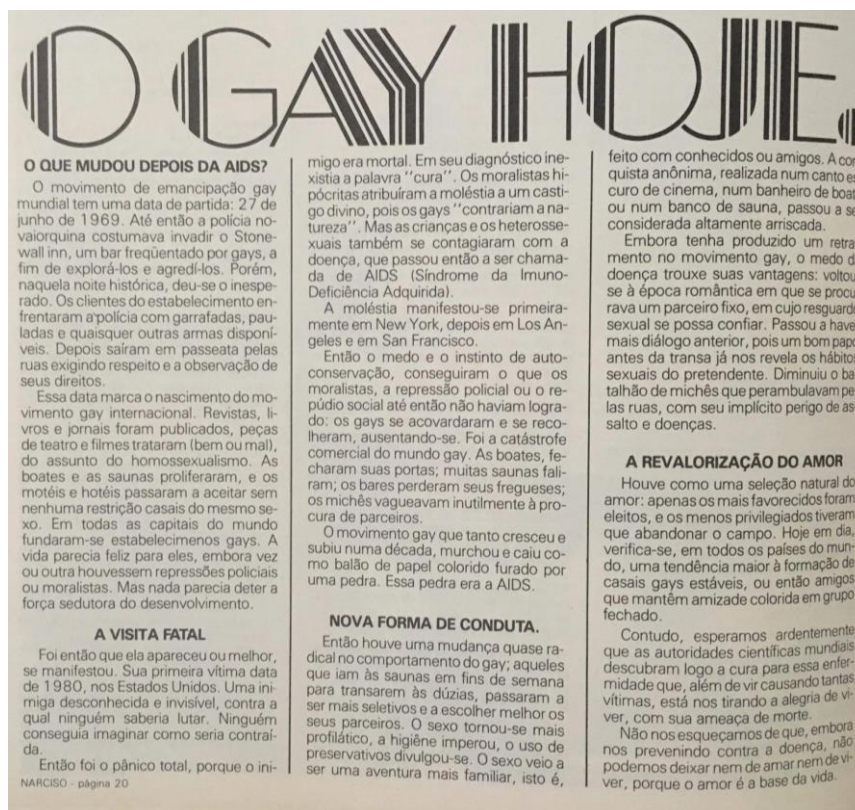 O GAY HOJE.
O QUE MUDOU DEPOIS DA AIDS?
O movimento de emancipação gay
mundial tem uma data de partida: 27 de
junho de 1969. Até então a polícia no-
vaiorquina costumava invadir o Stone-
wall inn, um bar freqüentado por gays, a
fim de explorá-los e agredí-los. Porém,
naquela noite histórica, deu-se o inespe-
rado. Os clientes do estabelecimento en-
frentaram a polícia com garrafadas, pau-
ladas e quaisquer outras armas disponí-
veis. Depois saíram em passeata pelas
ruas exigindo respeito e a observação de
seus direitos.
Essa data marca o nascimento do mo-
vimento gay internacional. Revistas, li-
vros e jornais foram publicados, peças
de teatro e filmes trataram (bem ou mal),
do assunto do homossexualismo. As
boates e as saunas proliferaram, e os
motéis e hotéis passaram a aceitar sem
nenhuma restrição casais do mesmo se-
xo. Em todas as capitais do mundo
fundaram-se estabelecimenos gays. A
vida parecia feliz para eles, embora vez
ou outra houvessem repressões policiais
ou moralistas. Mas nada parecia deter a
força sedutora do desenvolvimento.
A VISITA FATAL
Foi então que ela apareceu ou melhor,
se manifestou. Sua primeira vítima data
de 1980, nos Estados Unidos. Uma ini-
miga desconhecida e invisível, contra a
qual ninguém saberia lutar. Ninguém
conseguia imaginar como seria contraí-
da.
Então foi o pânico total, porque o ini-
NARCISO - página 20
migo era mortal. Em seu diagnóstico ine-
xistia a palavra "cura". Os moralistas hi-
pócritas atribuíram a moléstia a um casti-
go divino, pois os gays "contrariam a na-
tureza". Mas as crianças e os heterosse-
xuais também se contagiaram com a
doença, que passou então a ser chama-
da de AIDS (Síndrome da Imuno-
Deficiência Adquirida).
A moléstia manifestou-se primeira-
mente em New York, depois em Los An-
geles e em San Francisco.
Então o medo e o instinto de auto-
conservação, conseguiram o que os
moralistas, a repressão policial ou o re-
púdio social até então não haviam logra-
do: os gays se acovardaram e se reco-
lheram, ausentando-se. Foi a catástrofe
comercial do mundo gay. As boates, fe-
charam suas portas; muitas saunas fali-
ram; os bares perderam seus fregueses;
os michês vagueavam inutilmente à pro-
cura de parceiros.
O movimento gay que tanto cresceu e
subiu numa década, murchou e caiu co-
mo balão de papel colorido furado por
uma pedra. Essa pedra era a AIDS.
NOVA FORMA DE CONDUTA.
Então houve uma mudança quase ra-
dical no comportamento do gay; aqueles
que iam às saunas em fins de semana
para transarem às dúzias, passaram a
ser mais seletivos e a escolher melhor os
seus parceiros. O sexo tornou-se mais
profilático, a higiêne imperou, o uso de
preservativos divulgou-se. O sexo veio a
ser uma aventura mais familiar, isto é,
feito com conhecidos ou amigos. A con
quista anônima, realizada num canto es
curo de cinema, num banheiro de boat
ou num banco de sauna, passou a se
considerada altamente arriscada.
Embora tenha produzido um retra
mento no movimento gay, o medo d
doença trouxe suas vantagens: voltou
se à época romântica em que se procu
rava um parceiro fixo, em cujo resguard
sexual se possa confiar. Passou a have
mais diálogo anterior, pois um bom papo
antes da transa já nos revela os hábitos
sexuais do pretendente. Diminuiu o ba
talhão de michês que perambulavam pe
las ruas, com seu implícito perigo de as
salto e doenças.
A REVALORIZAÇÃO DO AMOR
Houve como uma seleção natural do
amor: apenas os mais favorecidos foram
eleitos, e os menos privilegiados tiveram
que abandonar o campo. Hoje em dia,
verifica-se, em todos os países do mun-
do, uma tendência maior à formação de
casais gays estáveis, ou então amigos
que mantêm amizade colorida em grupo
fechado.
Contudo, esperamos ardentemente
que as autoridades científicas mundiais
descubram logo a cura para essa enfer-
midade que, além de vir causando tantas
vítimas, está nos tirando a alegria de vi-
ver, com sua ameaça de morte.
Não nos esqueçamos de que, embora
nos prevenindo contra a doença, não
podemos deixar nem de amar nem de vi-
ver, porque o amor é a base da vida.